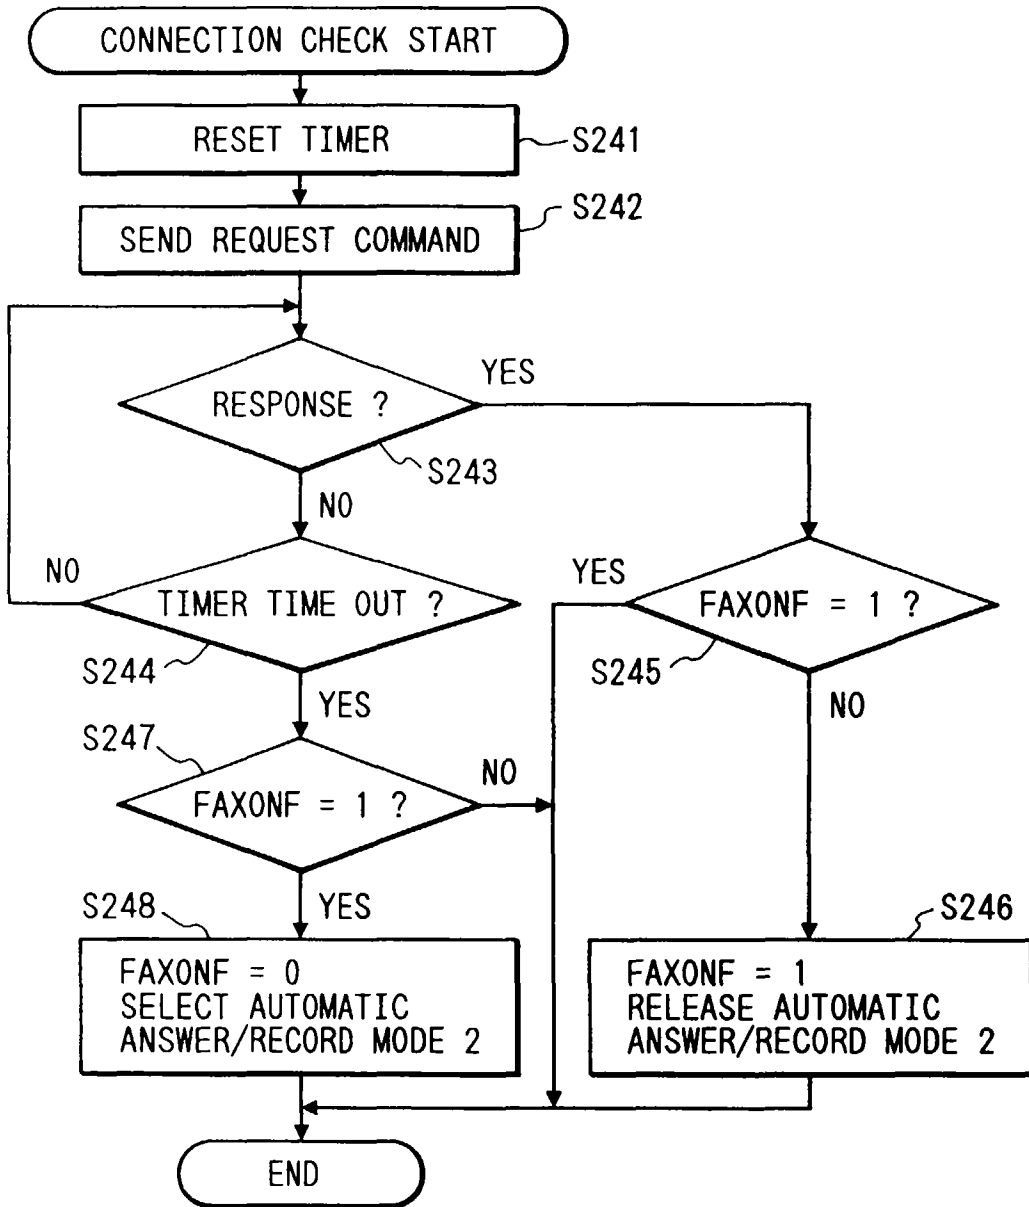 CONNECTION CHECK START
RESET TIMER
S241
S242
SEND REQUEST COMMAND
YES
RESPONSE ?
S243
NO
NO
YES
TIMER TIME OUT ?
FAXONF = 1 ?
S244
S245
YES
NO
S247
NO
FAXONF = 1 ?
S248
YES
S246
FAXONF = 0
SELECT AUTOMATIC
ANSWER/RECORD MODE 2
FAXONF = 1
RELEASE AUTOMATIC
ANSWER/RECORD MODE 2
END